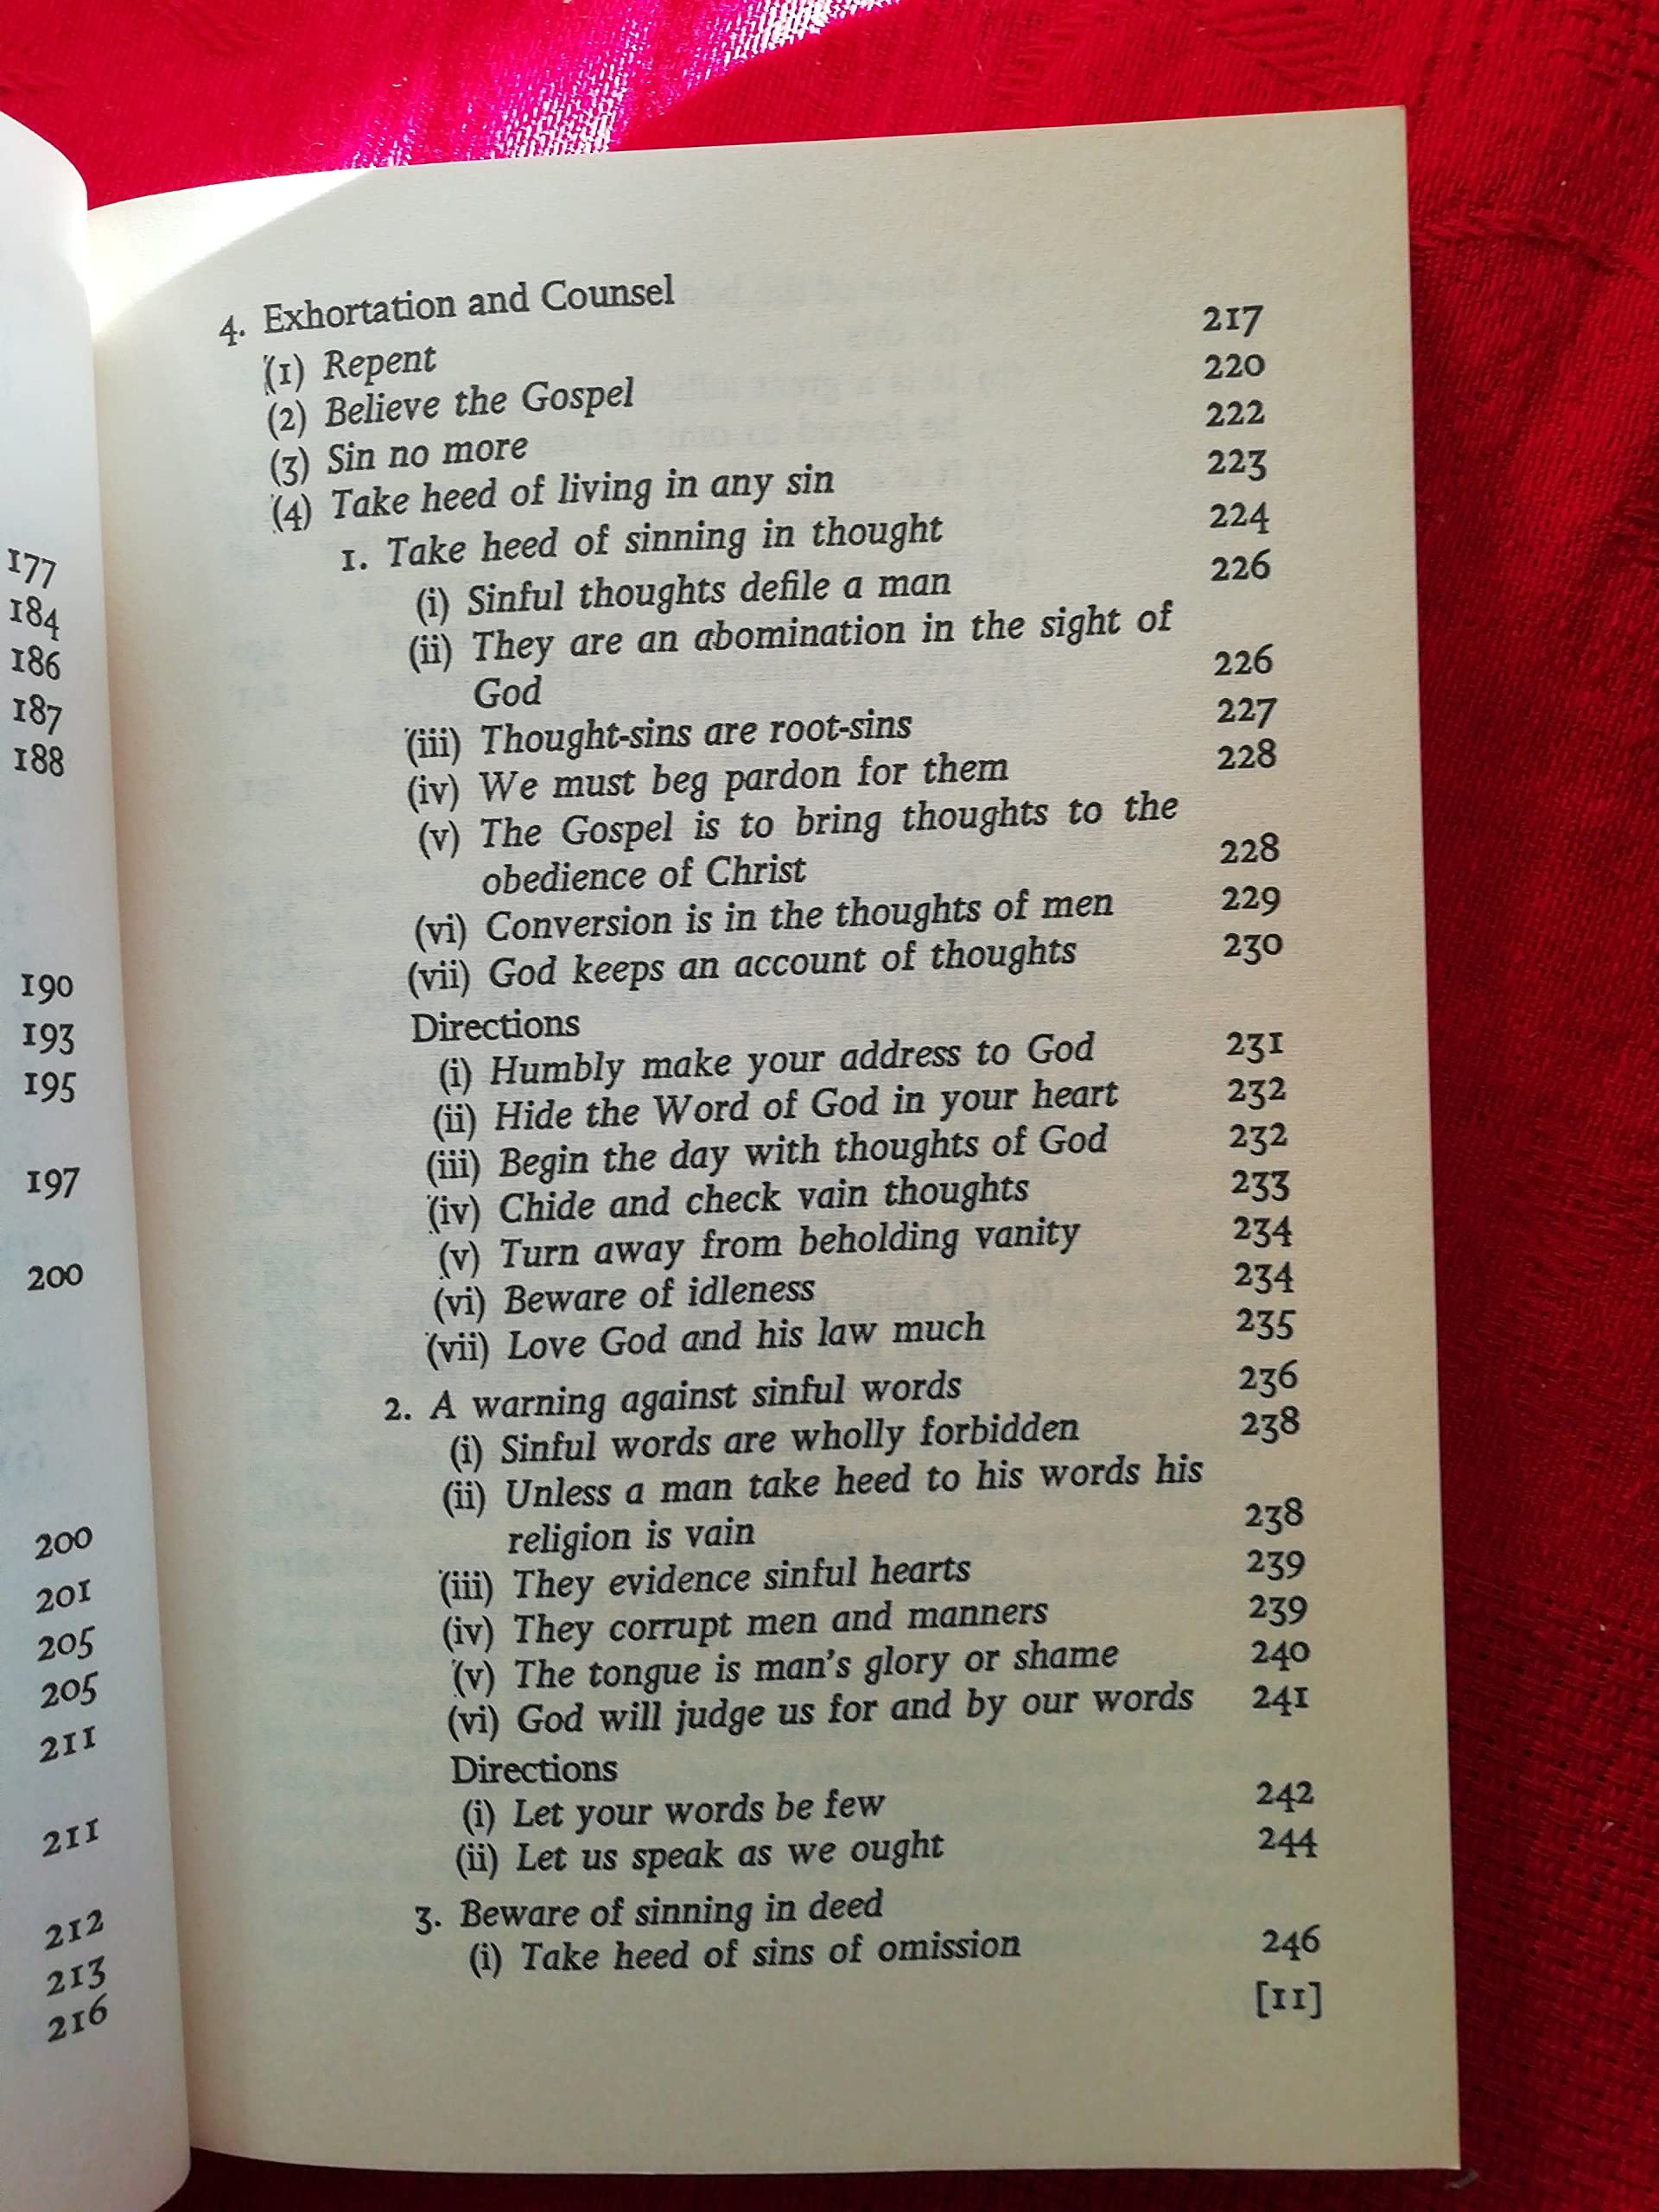 177
184
186
187
188
190
193
195
197
200
200
201
205
205
211
211
212
213
216
4. Exhortation and Counsel
(1) Repent 217
(2) Believe the Gospel 220
(3) Sin no more 222
(4) Take heed of living in any sin 223
1. Take heed of sinning in thought 224
(i) Sinful thoughts defile a man 226
(ii) They are an abomination in the sight of
God 226
(iii) Thought-sins are root-sins 227
(iv) We must beg pardon for them 228
(v) The Gospel is to bring thoughts to the
obedience of Christ 228
(vi) Conversion is in the thoughts of men 229
(vii) God keeps an account of thoughts 230
Directions
(i) Humbly make your address to God 231
(ii) Hide the Word of God in your heart 232
(iii) Begin the day with thoughts of God 232
(iv) Chide and check vain thoughts 233
(v) Turn away from beholding vanity 234
(vi) Beware of idleness 234
(vii) Love God and his law much 235
2. A warning against sinful words 236
(i) Sinful words are wholly forbidden 238
(ii) Unless a man take heed to his words his
religion is vain 238
(iii) They evidence sinful hearts 239
(iv) They corrupt men and manners 239
(v) The tongue is man's glory or shame 240
(vi) God will judge us for and by our words 241
Directions
(i) Let your words be few 242
(ii) Let us speak as we ought 244
3. Beware of sinning in deed
(i) Take heed of sins of omission 246
[11]